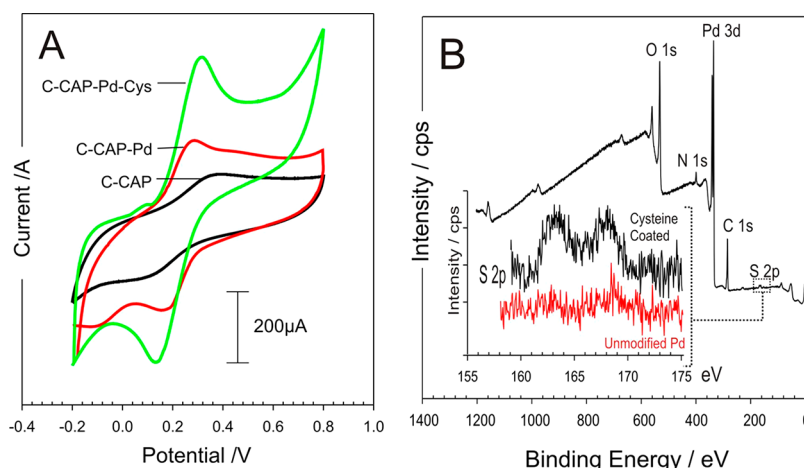 A
C-CAP-Pd-Cys
C-CAP-Pd
C-CAP
200µA
Current /A
-0.4 -0.2 0.0 0.2 0.4 0.6 0.8 1.0
Potential /V
B
Pd 3d
O 1s
N 1s
C 1s
S 2p
Intensity / cps
Intensity / cps
Cysteine
Coated
S 2p
Unmodified Pd
155 160 165 170 175 eV
1400 1200 1000 800 600 400 200 0
Binding Energy / eV